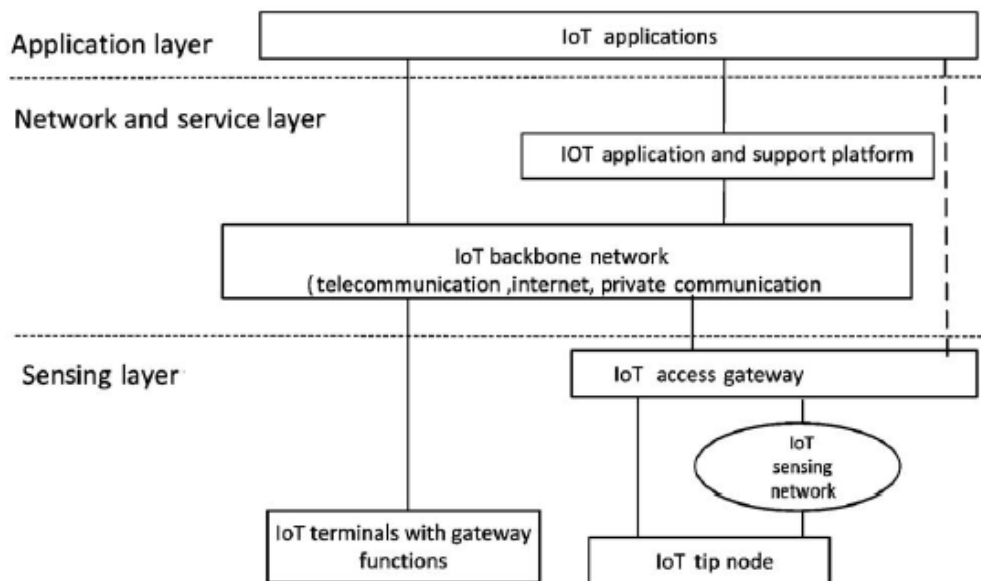 IoT applications
Application layer
Network and service layer
IOT application and support platform
IoT backbone network
(telecommunication ,internet, private communication
Sensing layer
IoT access gateway
IoT
sensing
network
IoT terminals with gateway
functions
IoT tip node